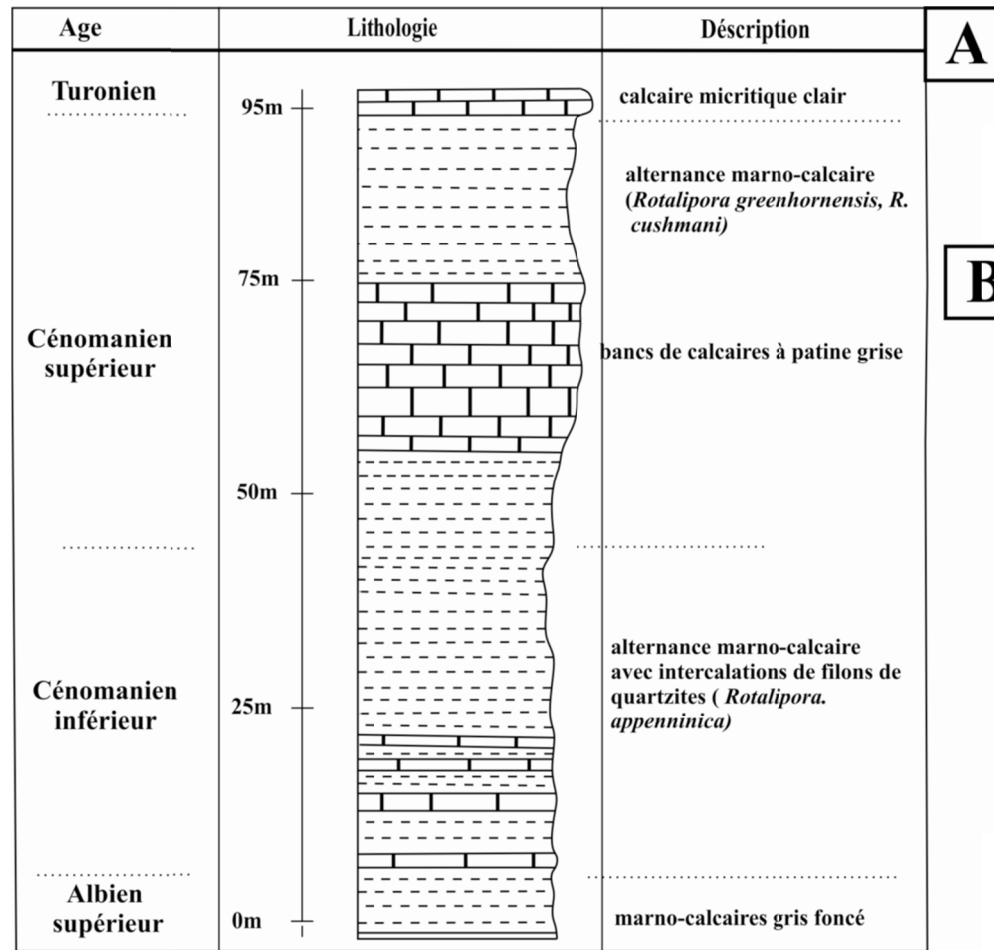 Age
Lithologie
Déscription
A
Turonien
95m
calcaire micritique clair
alternance marno-calcaire
(Rotalipora greenhornensis, R.
cushmani)
75m
B
Cénomanien
supérieur
bancs de calcaires à patine grise
50m
alternance marno-calcaire
avec intercalations de filons de
quartzites ( Rotalipora.
appenninica)
Cénomanien
inférieur
25m
Albien
supérieur
0m
marno-calcaires gris foncé